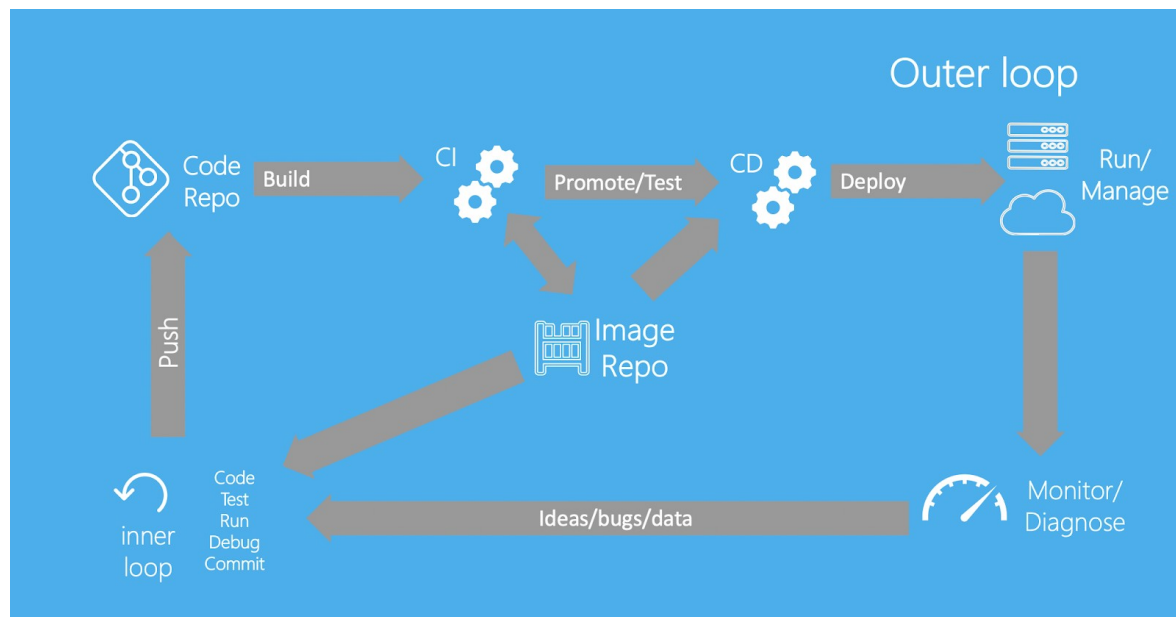 Outer loop
Code
Repo
Build
CI
Promote/Test
CD
Deploy
Run/
Manage
Push
Image
Repo
inner
loop
Code
Test
Run
Debug
Commit
Ideas/bugs/data
Monitor/
Diagnose